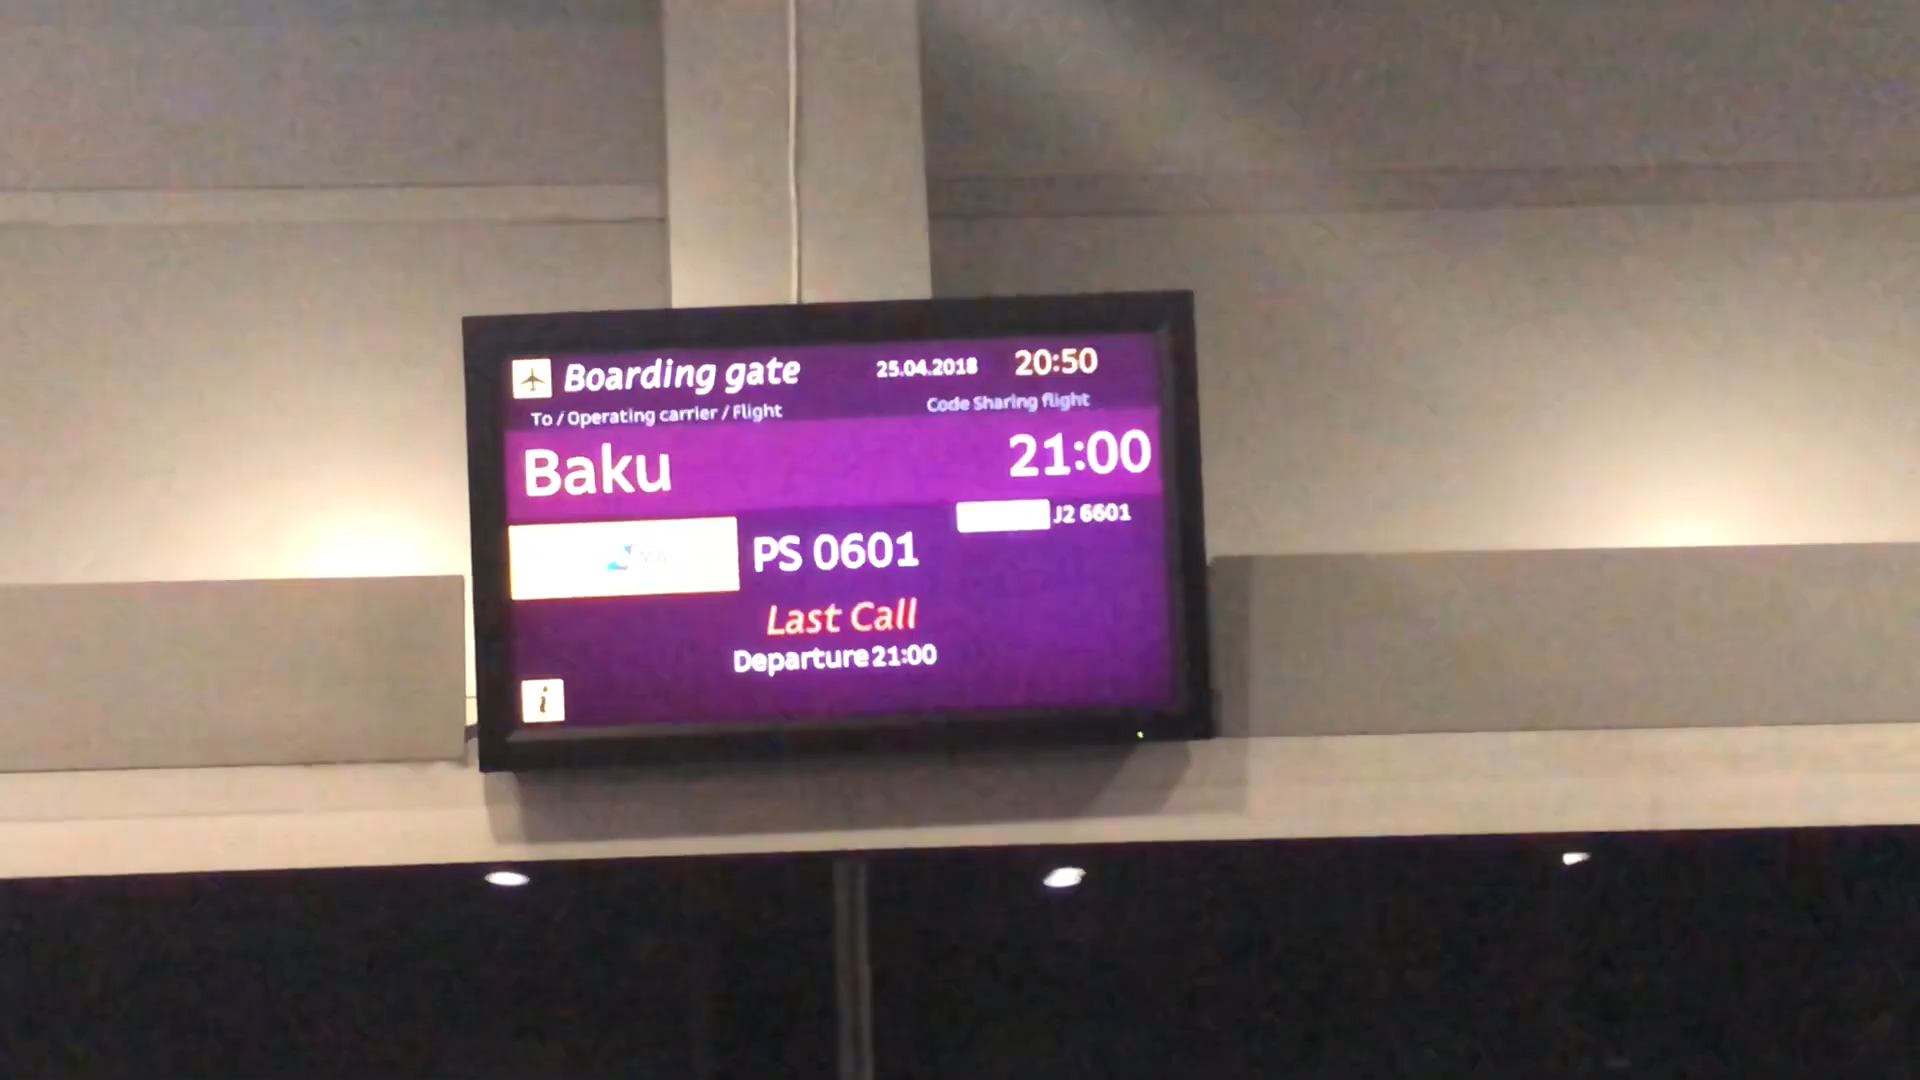 Boarding gate 25.04.2018 20:50
To / Operating carrier / Flight Code Sharing flight
Baku 21:00
J2 6601
PS 0601
Last Call
Departure 21:00
i